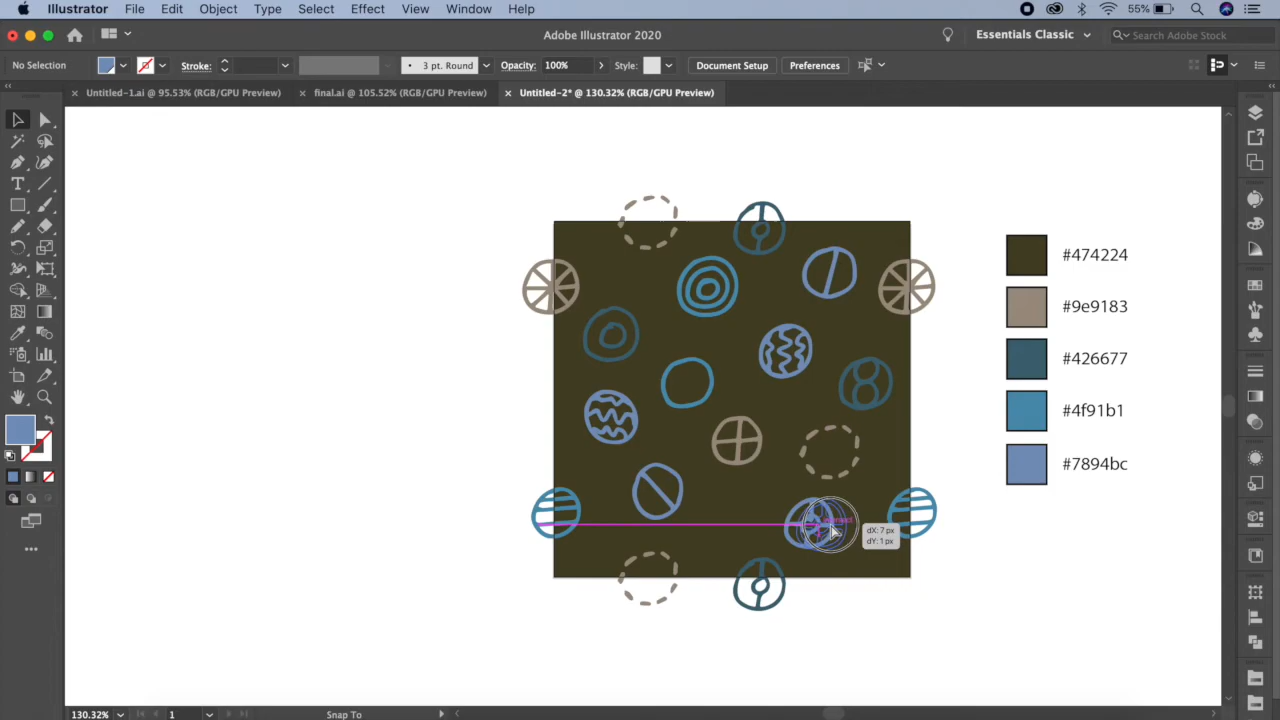 Illustrator File Edit Object Type Select Effect View Window Help 55%
Adobe Illustrator 2020 Essentials Classic Search Adobe Stock
No Selection Stroke: 3 pt. Round Opacity: 100% Style: Document Setup Preferences
Untitled-1.ai @ 95.53% (RGB/GPU Preview) final.ai @ 105.52% (RGB/GPU Preview) Untitled-2* @ 130.32% (RGB/GPU Preview)
#474224
#9e9183
#426677
#4f91b1
#7894bc
dX: 7 px
dY: 1 px
130.32% 1 Snap To